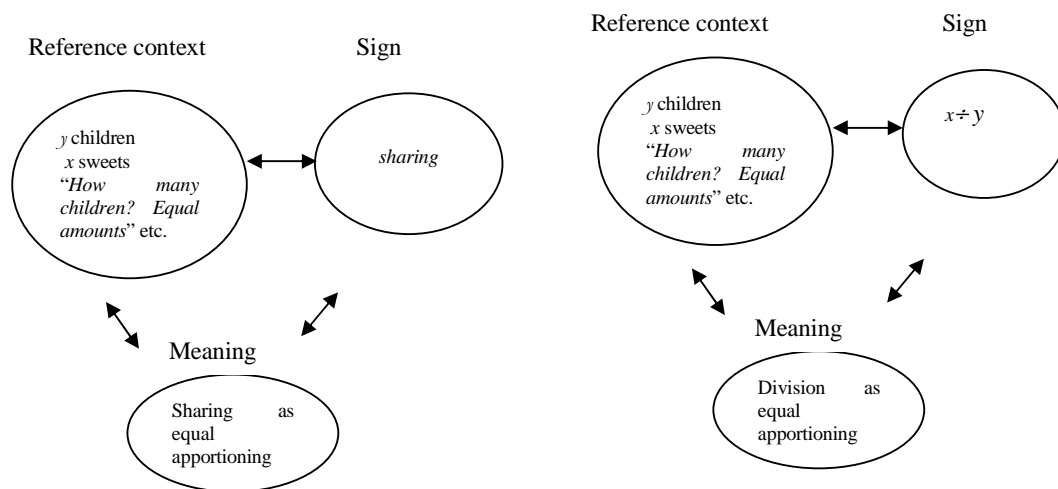 Reference context
Sign
y children
x sweets
“How many
children? Equal
amounts” etc.
sharing
Meaning
Sharing as
equal
apportioning
Reference context
Sign
y children
x sweets
“How many
children? Equal
amounts” etc.
x÷y
Meaning
Division as
equal
apportioning